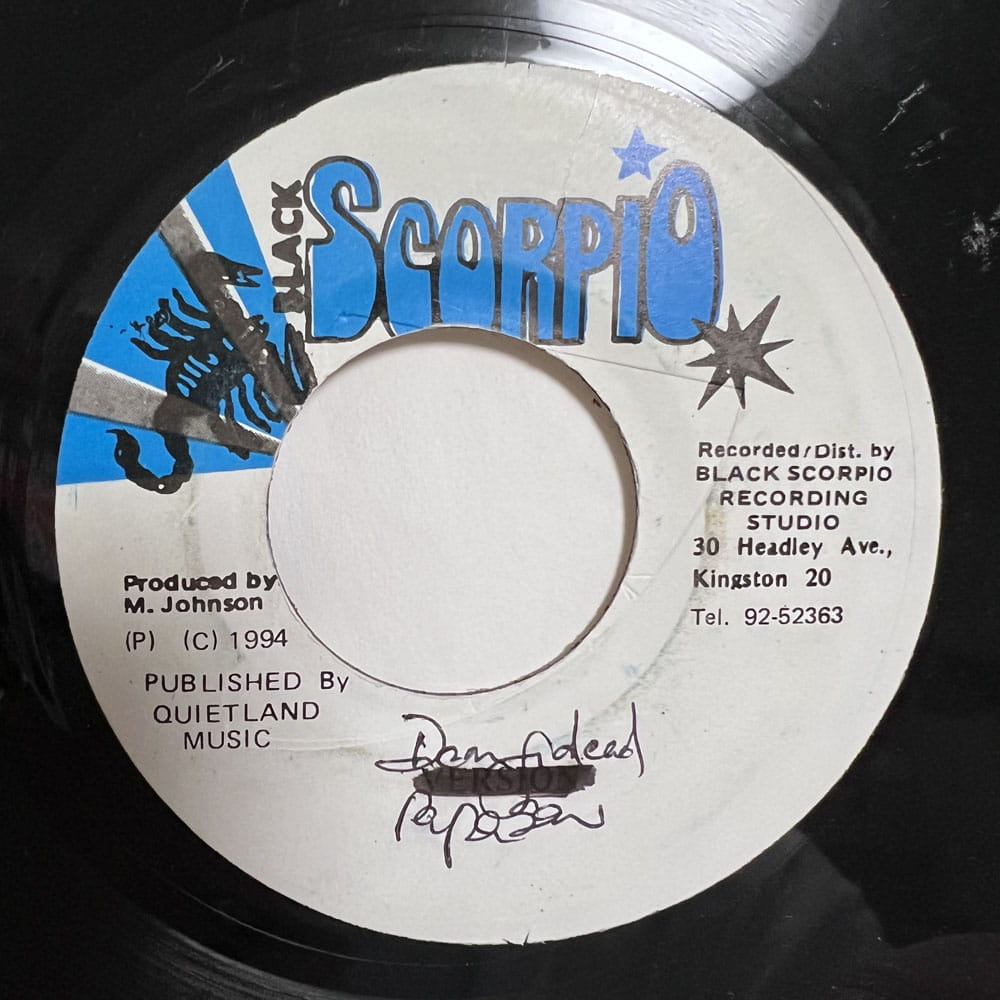 BLACK
SCORPIO
Recorded/Dist. by
BLACK SCORPIO
RECORDING
STUDIO
30 Headley Ave.,
Kingston 20
Tel. 92-52363
Produced by
M. Johnson
(P) (C) 1994
PUBLISHED By
QUIETLAND
MUSIC
dead
VERSION